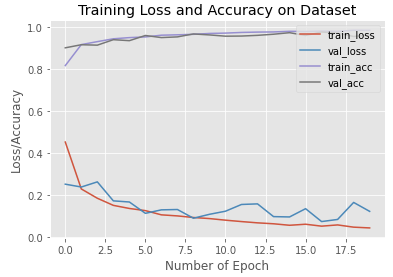 Training Loss and Accuracy on Dataset
train_loss
val_loss
train_acc
val_acc
Loss/Accuracy
1.0
0.8
0.6
0.4
0.2
0.0
0.0 2.5 5.0 7.5 10.0 12.5 15.0 17.5
Number of Epoch